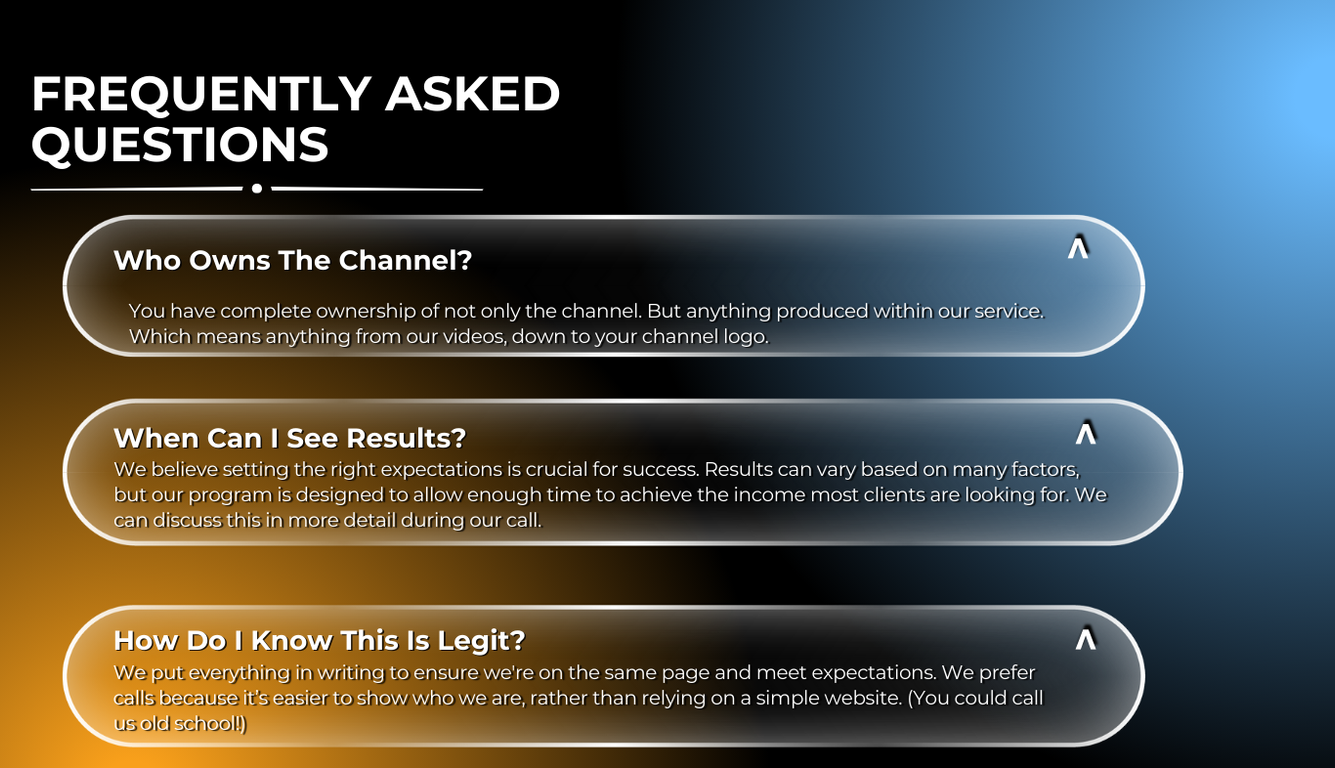 FREQUENTLY ASKED
QUESTIONS
Who Owns The Channel?
You have complete ownership of not only the channel. But anything produced within our service.
Which means anything from our videos, down to your channel logo.
When Can I See Results?
We believe setting the right expectations is crucial for success. Results can vary based on many factors,
but our program is designed to allow enough time to achieve the income most clients are looking for. We
can discuss this in more detail during our call.
How Do I Know This Is Legit?
We put everything in writing to ensure we're on the same page and meet expectations. We prefer
calls because it's easier to show who we are, rather than relying on a simple website. (You could call
us old school!)